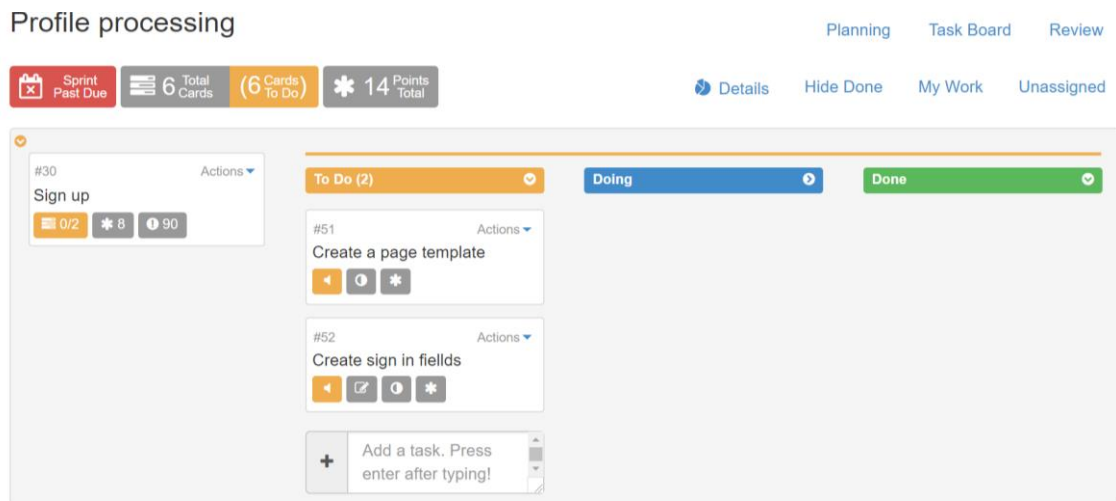 Profile processing
Planning Task Board Review
Sprint Past Due 6 Total Cards (6 Cards To Do) 14 Points Total
Details Hide Done My Work Unassigned
#30 Actions
Sign up
0/2 8 90
To Do (2) Doing Done
#51 Actions
Create a page template
#52 Actions
Create sign in fiellds
Add a task. Press
enter after typing!